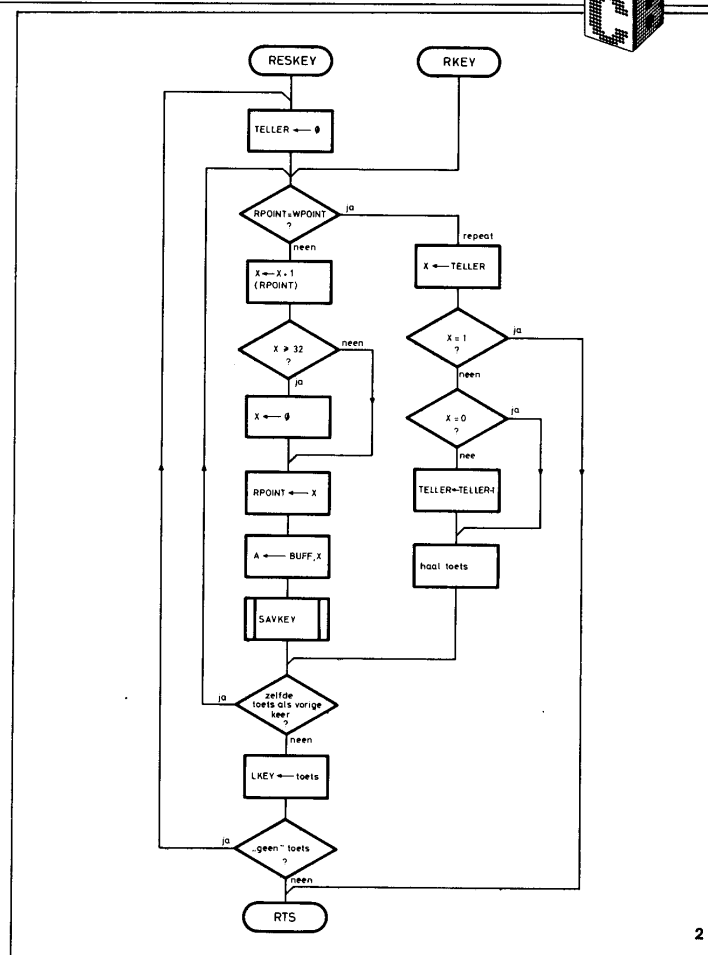 RESKEY
RKEY
TELLER ← 0
RPOINT=WPOINT
?
ja
neen
repeat
X ← X + 1
(RPOINT)
X ← TELLER
X ≥ 32
?
neen
ja
X = 1
?
ja
neen
X ← 0
X = 0
?
ja
nee
RPOINT ← X
TELLER←TELLER-1
A ← BUFF,X
haal toets
SAVKEY
zelfde
toets als vorige
keer
?
ja
neen
LKEY ← toets
„geen” toets
?
ja
neen
RTS
2